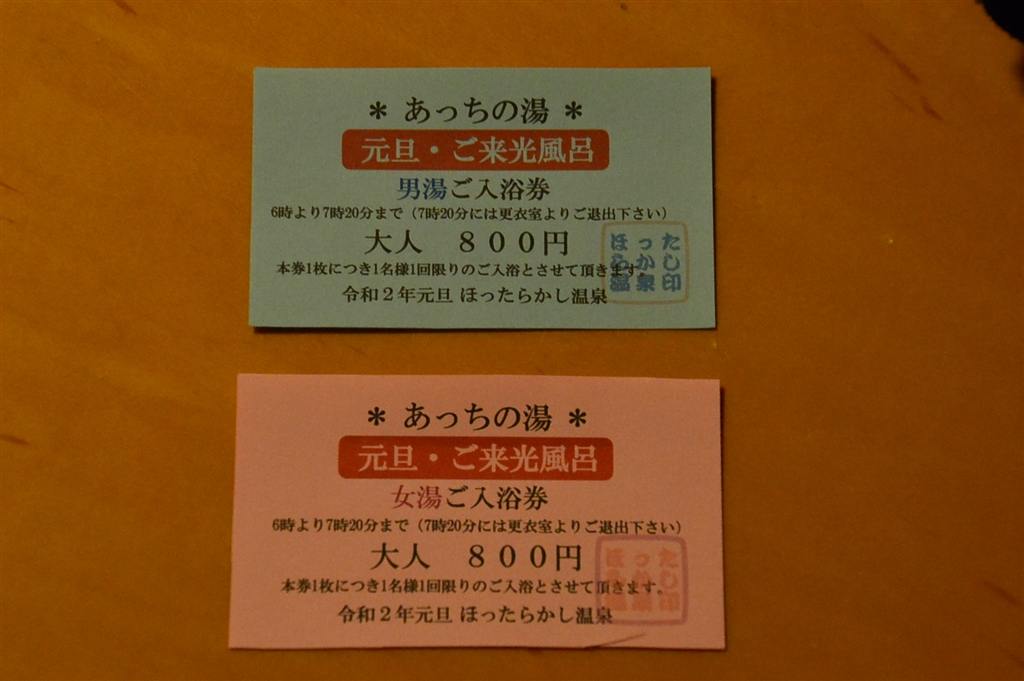 ＊ あっちの湯 ＊
元旦・ご来光風呂
男湯ご入浴券
6時より7時20分まで（7時20分には更衣室よりご退出下さい）
大人　８００円
本券1枚につき1名様1回限りのご入浴とさせて頂きます。
令和２年元旦 ほったらかし温泉
ほったらかし温泉印
＊ あっちの湯 ＊
元旦・ご来光風呂
女湯ご入浴券
6時より7時20分まで（7時20分には更衣室よりご退出下さい）
大人　８００円
本券1枚につき1名様1回限りのご入浴とさせて頂きます。
令和２年元旦 ほったらかし温泉
ほったらかし温泉印